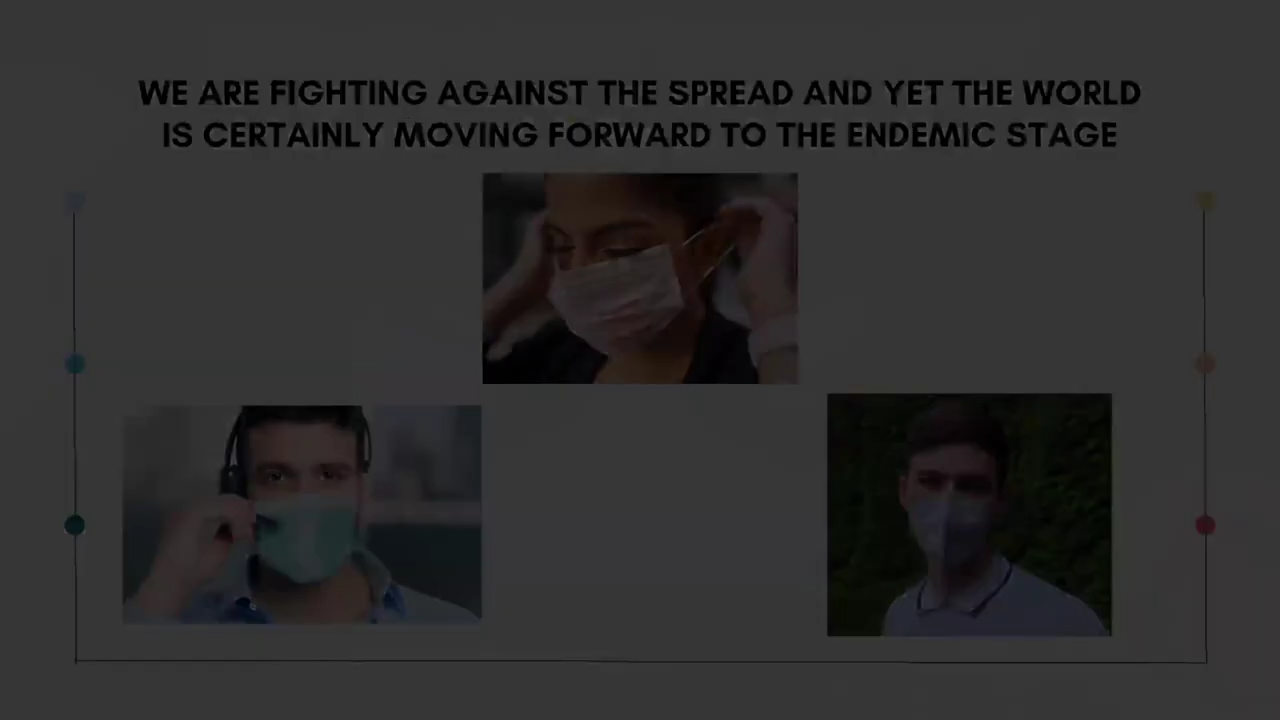 WE ARE FIGHTING AGAINST THE SPREAD AND YET THE WORLD
IS CERTAINLY MOVING FORWARD TO THE ENDEMIC STAGE